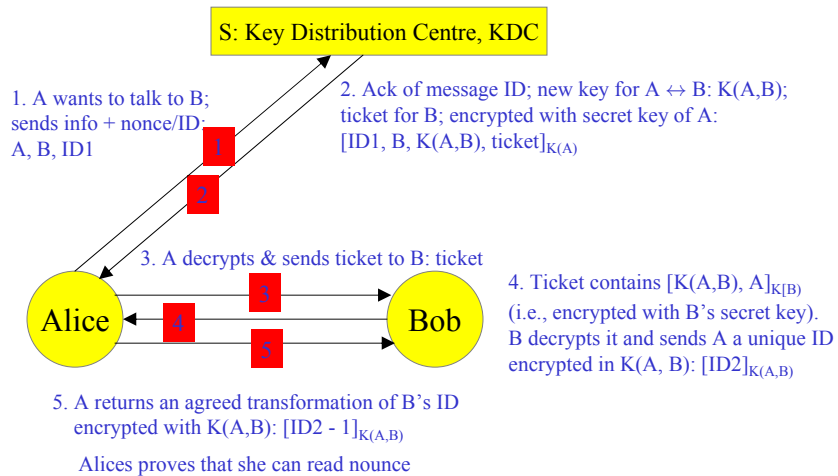 S: Key Distribution Centre, KDC
1. A wants to talk to B;
sends info + nonce/ID:
A, B, ID1
2. Ack of message ID; new key for A ↔ B: K(A,B);
ticket for B; encrypted with secret key of A:
[ID1, B, K(A,B), ticket]K(A)
1
2
3. A decrypts & sends ticket to B: ticket
Alice
3
4
5
Bob
4. Ticket contains [K(A,B), A]K[B)
(i.e., encrypted with B's secret key).
B decrypts it and sends A a unique ID
encrypted in K(A, B): [ID2]K(A,B)
5. A returns an agreed transformation of B's ID
encrypted with K(A,B): [ID2 - 1]K(A,B)
Alices proves that she can read nounce